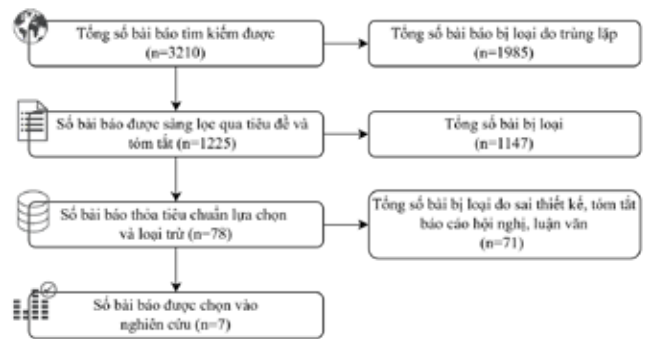 Tổng số bài báo tìm kiếm được
(n=3210)
Tổng số bài báo bị loại do trùng lặp
(n=1985)
Số bài báo được sàng lọc qua tiêu đề và
tóm tắt (n=1225)
Tổng số bài bị loại
(n=1147)
Số bài báo thỏa tiêu chuẩn lựa chọn
và loại trừ (n=78)
Tổng số bài bị loại do sai thiết kế, tóm tắt
báo cáo hội nghị, luận văn
(n=71)
Số bài báo được chọn vào
nghiên cứu (n=7)